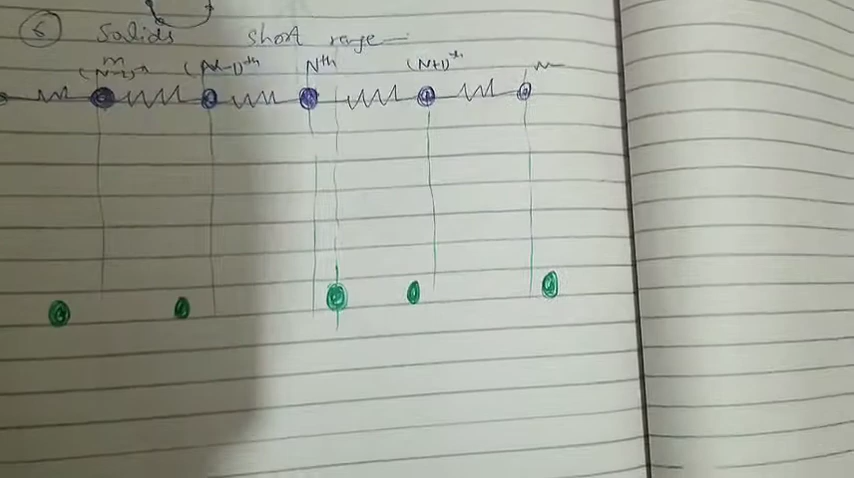 6 Solids short range —
(N-1)th Nth (N+1)th